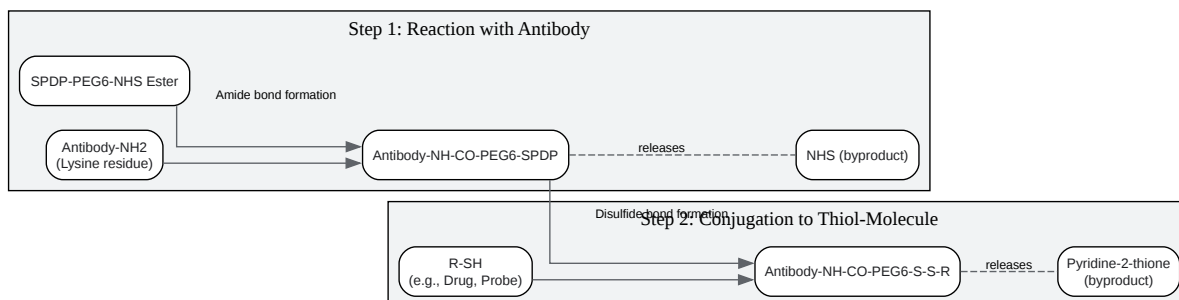 Step 1: Reaction with Antibody
SPDP-PEG6-NHS Ester
Amide bond formation
Antibody-NH2
(Lysine residue)
Antibody-NH-CO-PEG6-SPDP
releases
NHS (byproduct)
Disulfide bond formation
Step 2: Conjugation to Thiol-Molecule
R-SH
(e.g., Drug, Probe)
Antibody-NH-CO-PEG6-S-S-R
releases
Pyridine-2-thione
(byproduct)